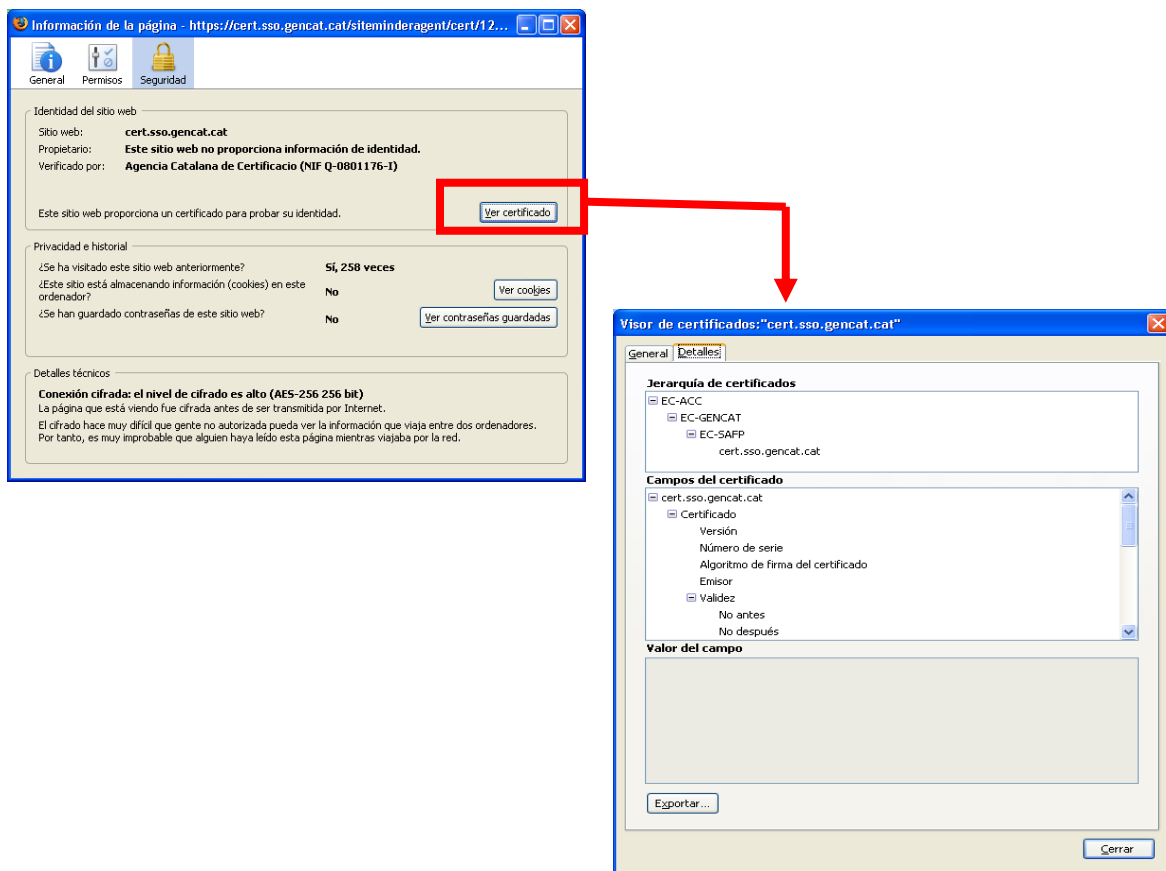 Información de la página - https://cert.sso.gencat.cat/siteminderagent/cert/12...
General Permisos Seguridad
Identidad del sitio web
Sitio web: cert.sso.gencat.cat
Propietario: Este sitio web no proporciona información de identidad.
Verificado por: Agencia Catalana de Certificacio (NIF Q-0801176-I)
Este sitio web proporciona un certificado para probar su identidad. Ver certificado
Privacidad e historial
¿Se ha visitado este sitio web anteriormente? Sí, 258 veces
¿Este sitio está almacenando información (cookies) en este
ordenador? No Ver cookies
¿Se han guardado contraseñas de este sitio web? No Ver contraseñas guardadas
Detalles técnicos
Conexión cifrada: el nivel de cifrado es alto (AES-256 256 bit)
La página que está viendo fue cifrada antes de ser transmitida por Internet.
El cifrado hace muy difícil que gente no autorizada pueda ver la información que viaja entre dos ordenadores.
Por tanto, es muy improbable que alguien haya leído esta página mientras viajaba por la red.
Visor de certificados:"cert.sso.gencat.cat"
General Detalles
Jerarquía de certificados
EC-ACC
EC-GENCAT
EC-SAFP
cert.sso.gencat.cat
Campos del certificado
cert.sso.gencat.cat
Certificado
Versión
Número de serie
Algoritmo de firma del certificado
Emisor
Validez
No antes
No después
Valor del campo
Exportar...
Cerrar